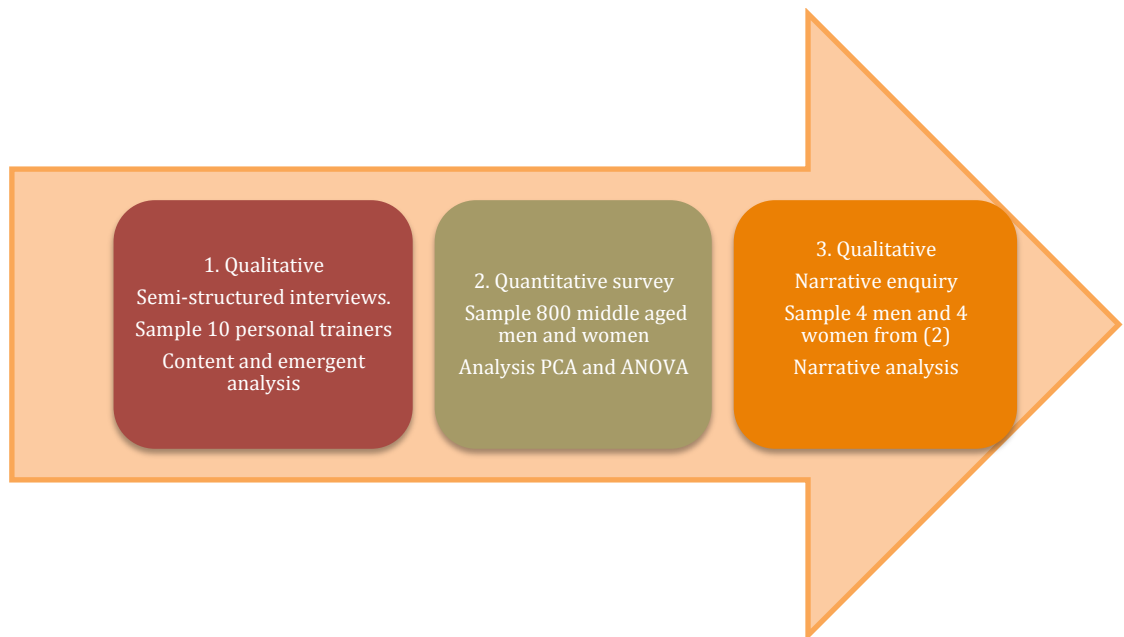 1. Qualitative
Semi-structured interviews.
Sample 10 personal trainers
Content and emergent
analysis
2. Quantitative survey
Sample 800 middle aged
men and women
Analysis PCA and ANOVA
3. Qualitative
Narrative enquiry
Sample 4 men and 4
women from (2)
Narrative analysis